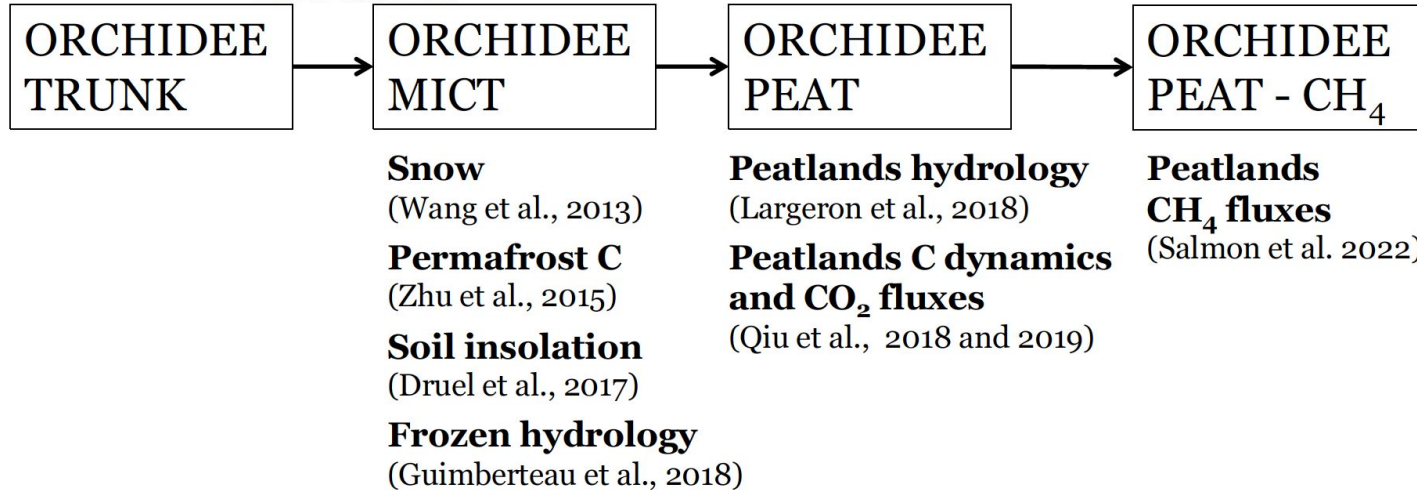 ORCHIDEE
TRUNK
ORCHIDEE
MICT
ORCHIDEE
PEAT
ORCHIDEE
PEAT - CH₄
Snow
(Wang et al., 2013)
Permafrost C
(Zhu et al., 2015)
Soil insolation
(Druel et al., 2017)
Frozen hydrology
(Guimberteau et al., 2018)
Peatlands hydrology
(Largeron et al., 2018)
Peatlands C dynamics
and CO₂ fluxes
(Qiu et al., 2018 and 2019)
Peatlands
CH₄ fluxes
(Salmon et al. 2022)